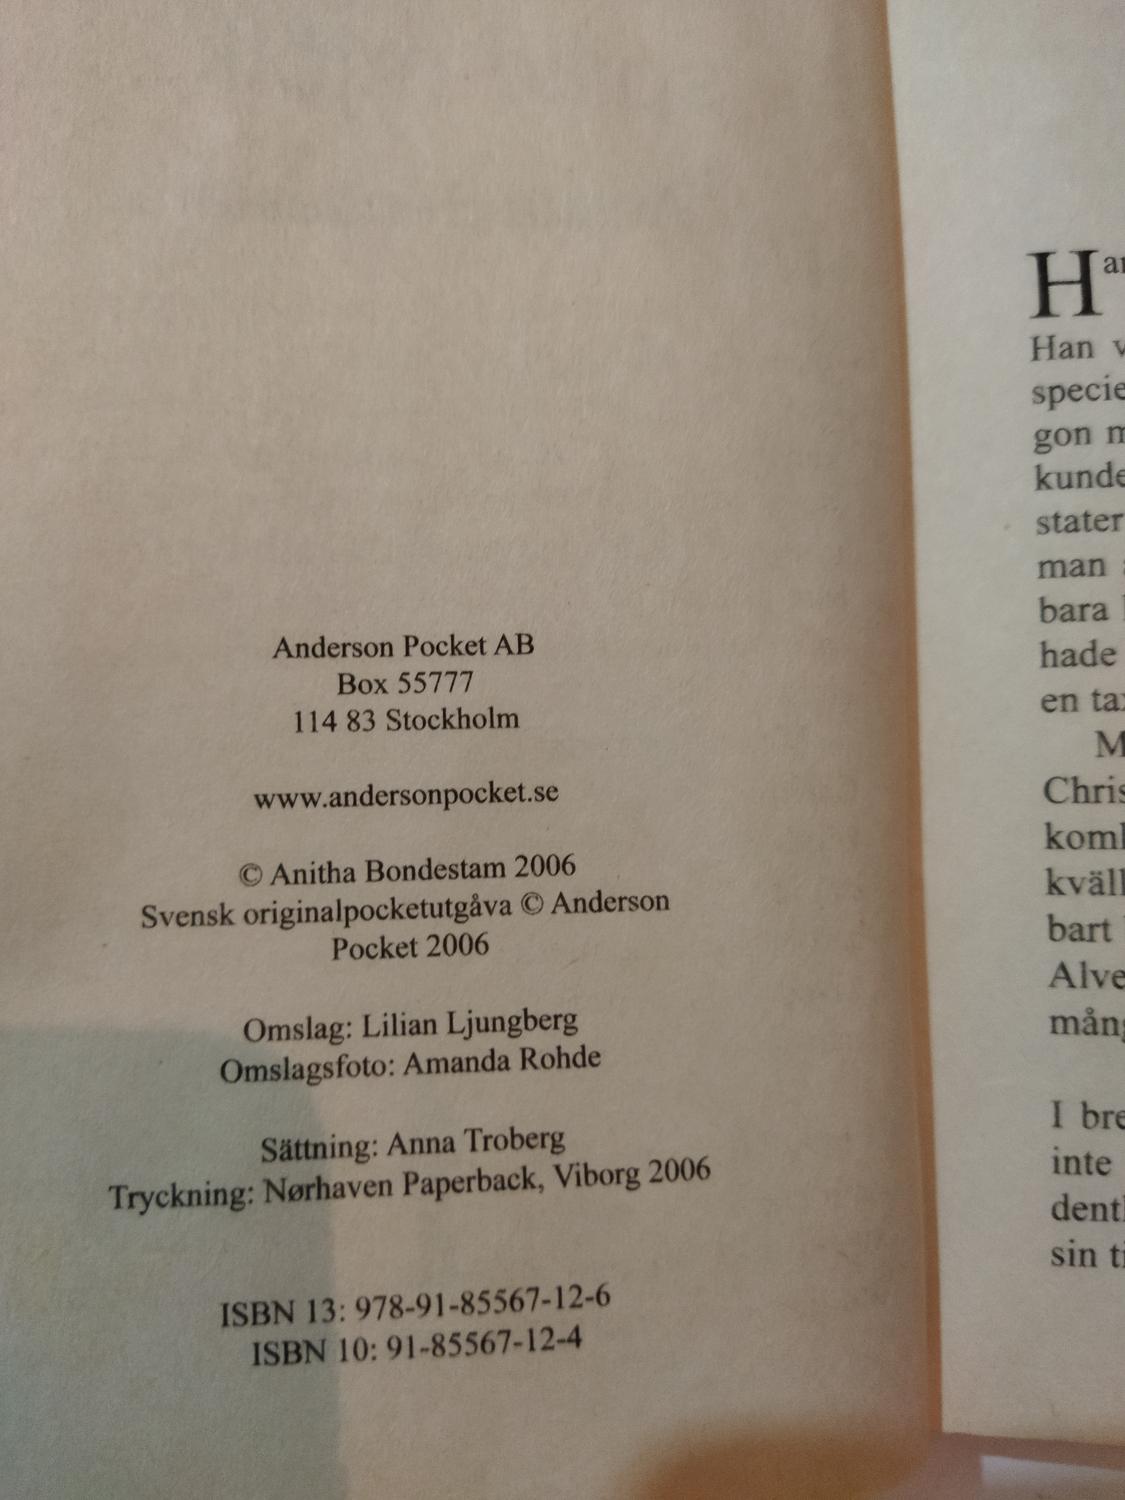 Anderson Pocket AB
Box 55777
114 83 Stockholm
www.andersonpocket.se
© Anitha Bondestam 2006
Svensk originalpocketutgåva © Anderson
Pocket 2006
Omslag: Lilian Ljungberg
Omslagsfoto: Amanda Rohde
Sättning: Anna Troberg
Tryckning: Nørhaven Paperback, Viborg 2006
ISBN 13: 978-91-85567-12-6
ISBN 10: 91-85567-12-4
Han
gon
kunde
stater
man
bara
hade
en
bart
I
inte
sin